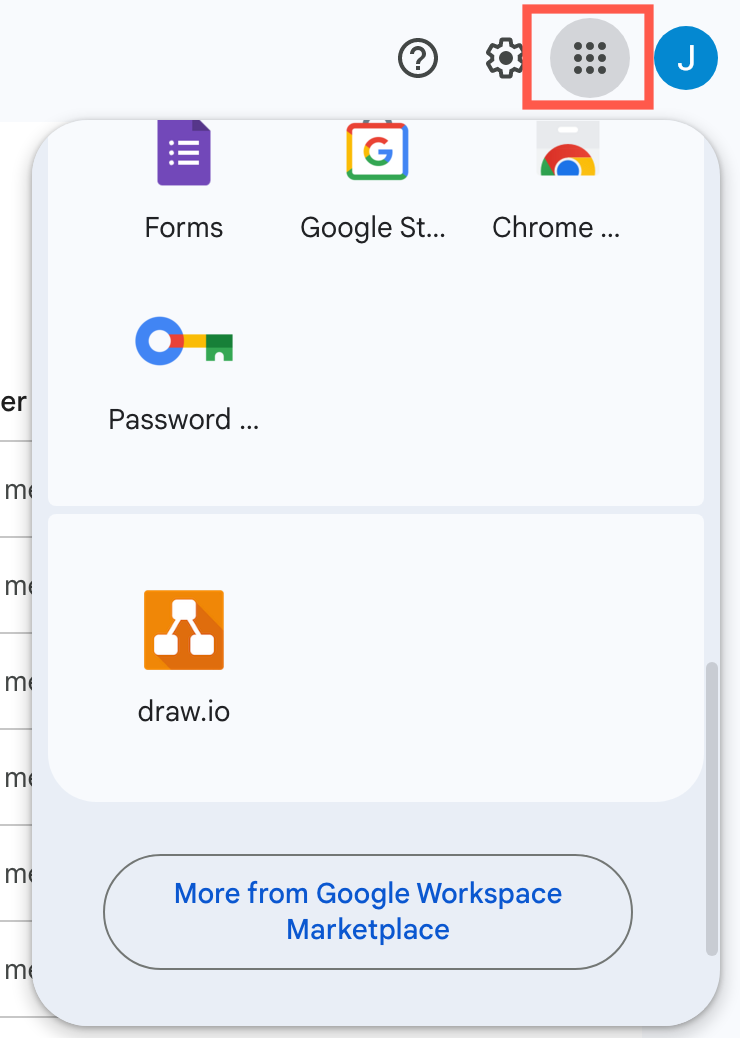 J
Forms
Google St...
Chrome ...
Password ...
er
me
me
me
draw.io
me
me
More from Google Workspace
Marketplace
me